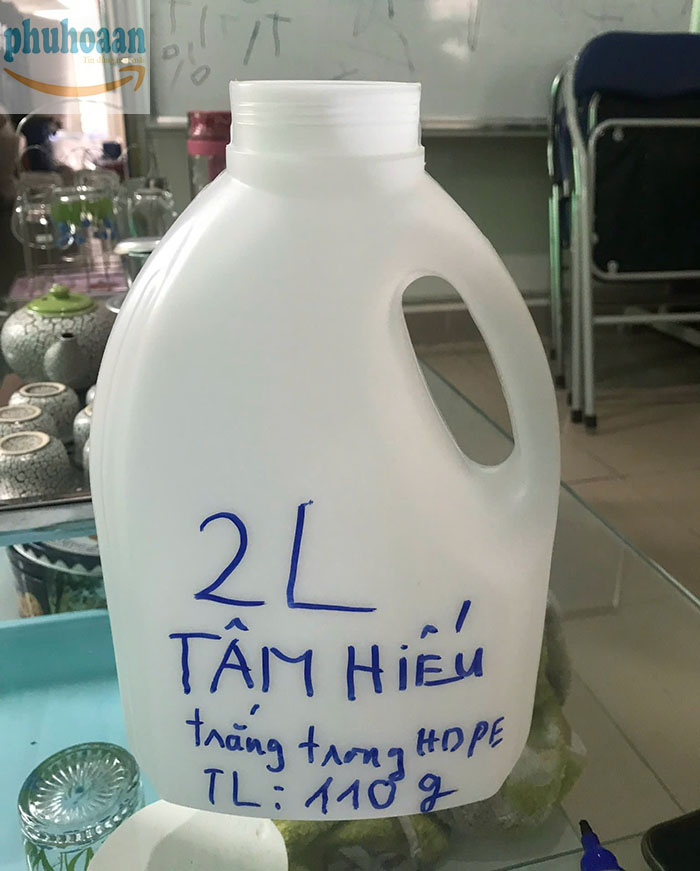 phuhoaan
2L
TÂM HiẾU
trắng trong HDPE
TL: 110 g